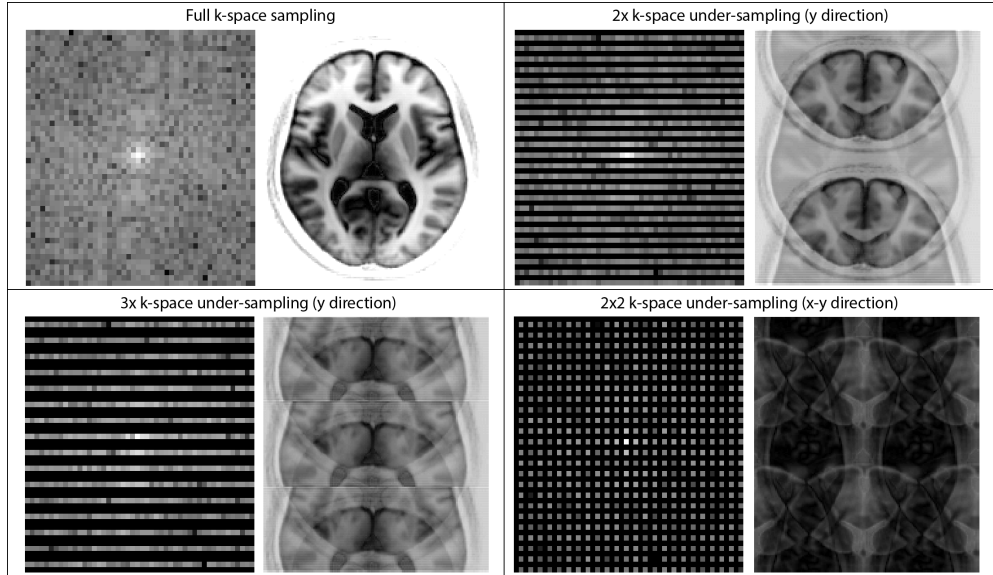 Full k-space sampling
2x k-space under-sampling (y direction)
3x k-space under-sampling (y direction)
2x2 k-space under-sampling (x-y direction)